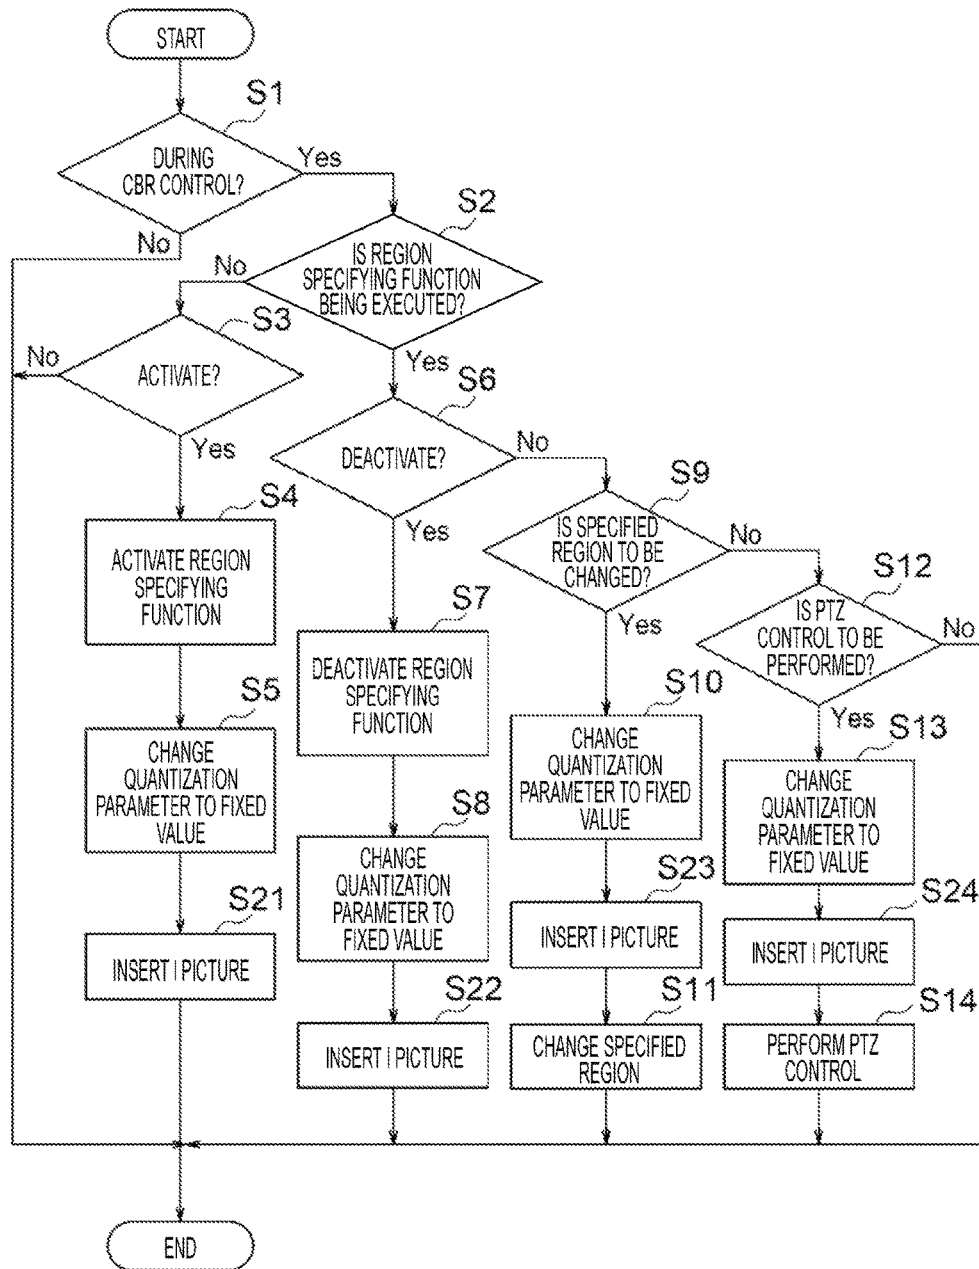 START
S1
DURING
CBR CONTROL?
Yes
No
S2
IS REGION
SPECIFYING FUNCTION
BEING EXECUTED?
No
Yes
S3
ACTIVATE?
No
Yes
S4
ACTIVATE REGION
SPECIFYING
FUNCTION
S5
CHANGE
QUANTIZATION
PARAMETER TO FIXED
VALUE
S21
INSERT I PICTURE
S6
DEACTIVATE?
No
Yes
S7
DEACTIVATE REGION
SPECIFYING
FUNCTION
S8
CHANGE
QUANTIZATION
PARAMETER TO
FIXED VALUE
S22
INSERT I PICTURE
S9
IS SPECIFIED
REGION TO BE
CHANGED?
No
Yes
S10
CHANGE
QUANTIZATION
PARAMETER TO FIXED
VALUE
S23
INSERT I PICTURE
S11
CHANGE SPECIFIED
REGION
S12
IS PTZ
CONTROL TO BE
PERFORMED?
No
Yes
S13
CHANGE
QUANTIZATION
PARAMETER TO
FIXED VALUE
S24
INSERT I PICTURE
S14
PERFORM PTZ
CONTROL
END